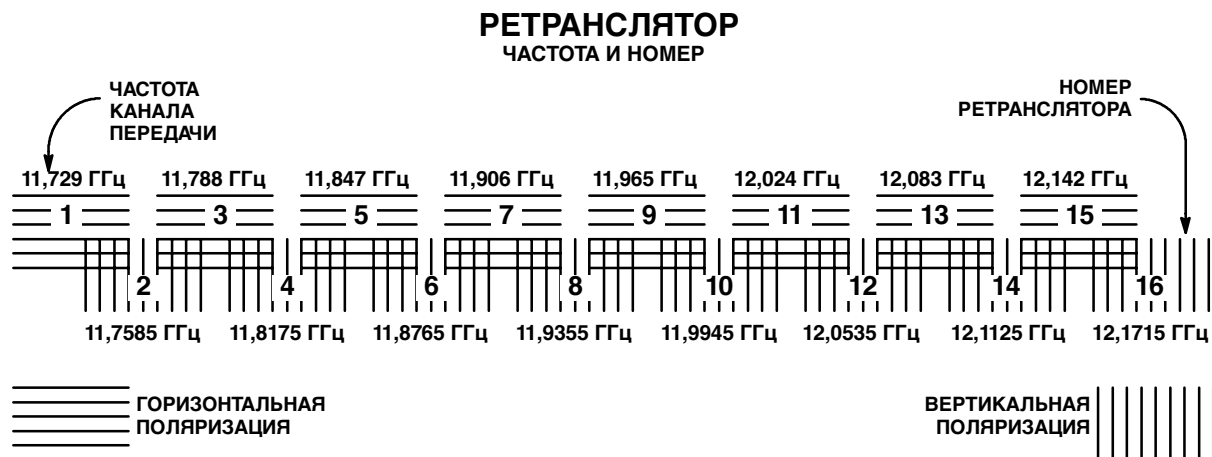 РЕТРАНСЛЯТОР
ЧАСТОТА И НОМЕР
ЧАСТОТА
КАНАЛА
ПЕРЕДАЧИ
НОМЕР
РЕТРАНСЛЯТОРА
11,729 ГГц 11,788 ГГц 11,847 ГГц 11,906 ГГц 11,965 ГГц 12,024 ГГц 12,083 ГГц 12,142 ГГц
1 3 5 7 9 11 13 15
2 4 6 8 10 12 14 16
11,7585 ГГц 11,8175 ГГц 11,8765 ГГц 11,9355 ГГц 11,9945 ГГц 12,0535 ГГц 12,1125 ГГц 12,1715 ГГц
ГОРИЗОНТАЛЬНАЯ
ПОЛЯРИЗАЦИЯ
ВЕРТИКАЛЬНАЯ
ПОЛЯРИЗАЦИЯ